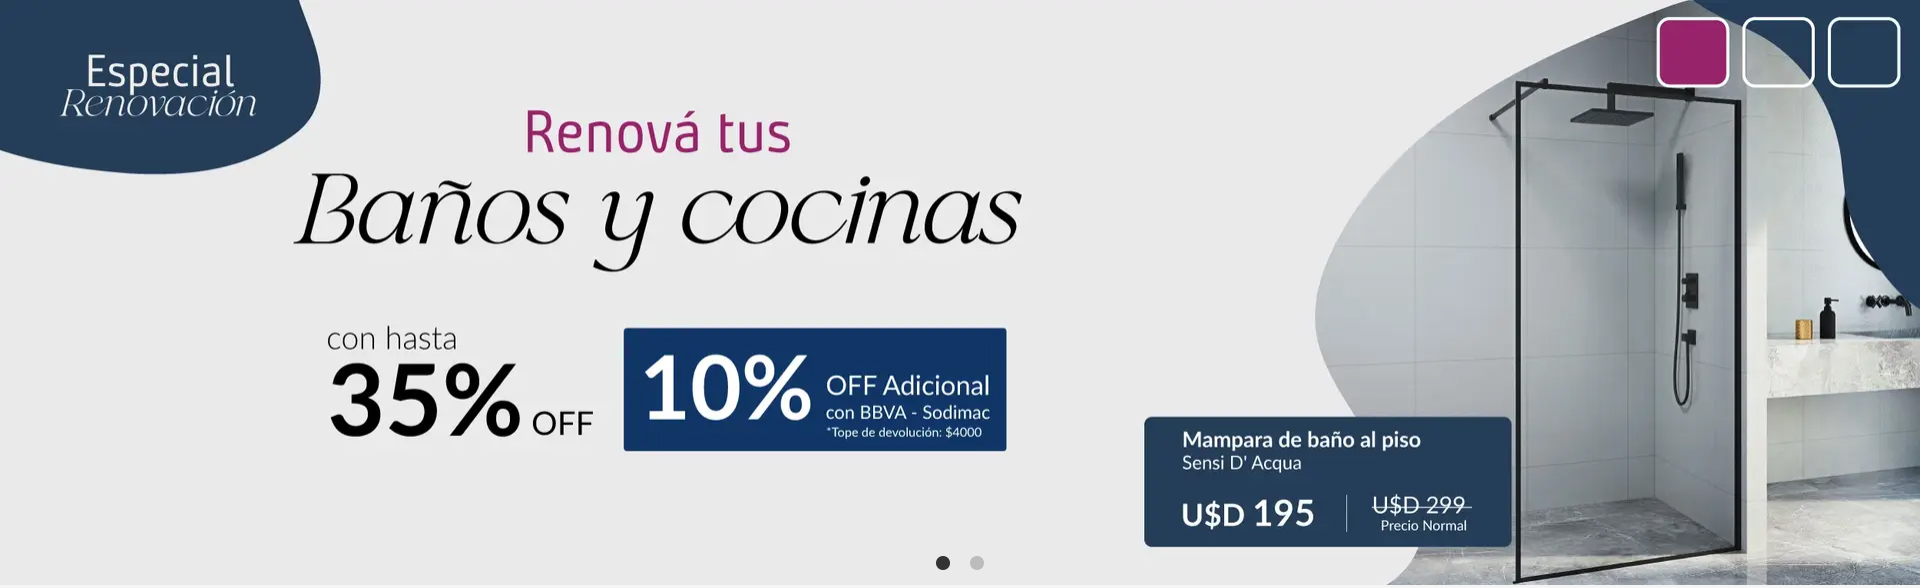 Especial
Renovación
Renová tus
Baños y cocinas
con hasta
35% OFF
10%
OFF Adicional
con BBVA - Sodimac
*Tope de devolución: $4000
Mampara de baño al piso
Sensi D' Acqua
U$D 195
U$D 299
Precio Normal